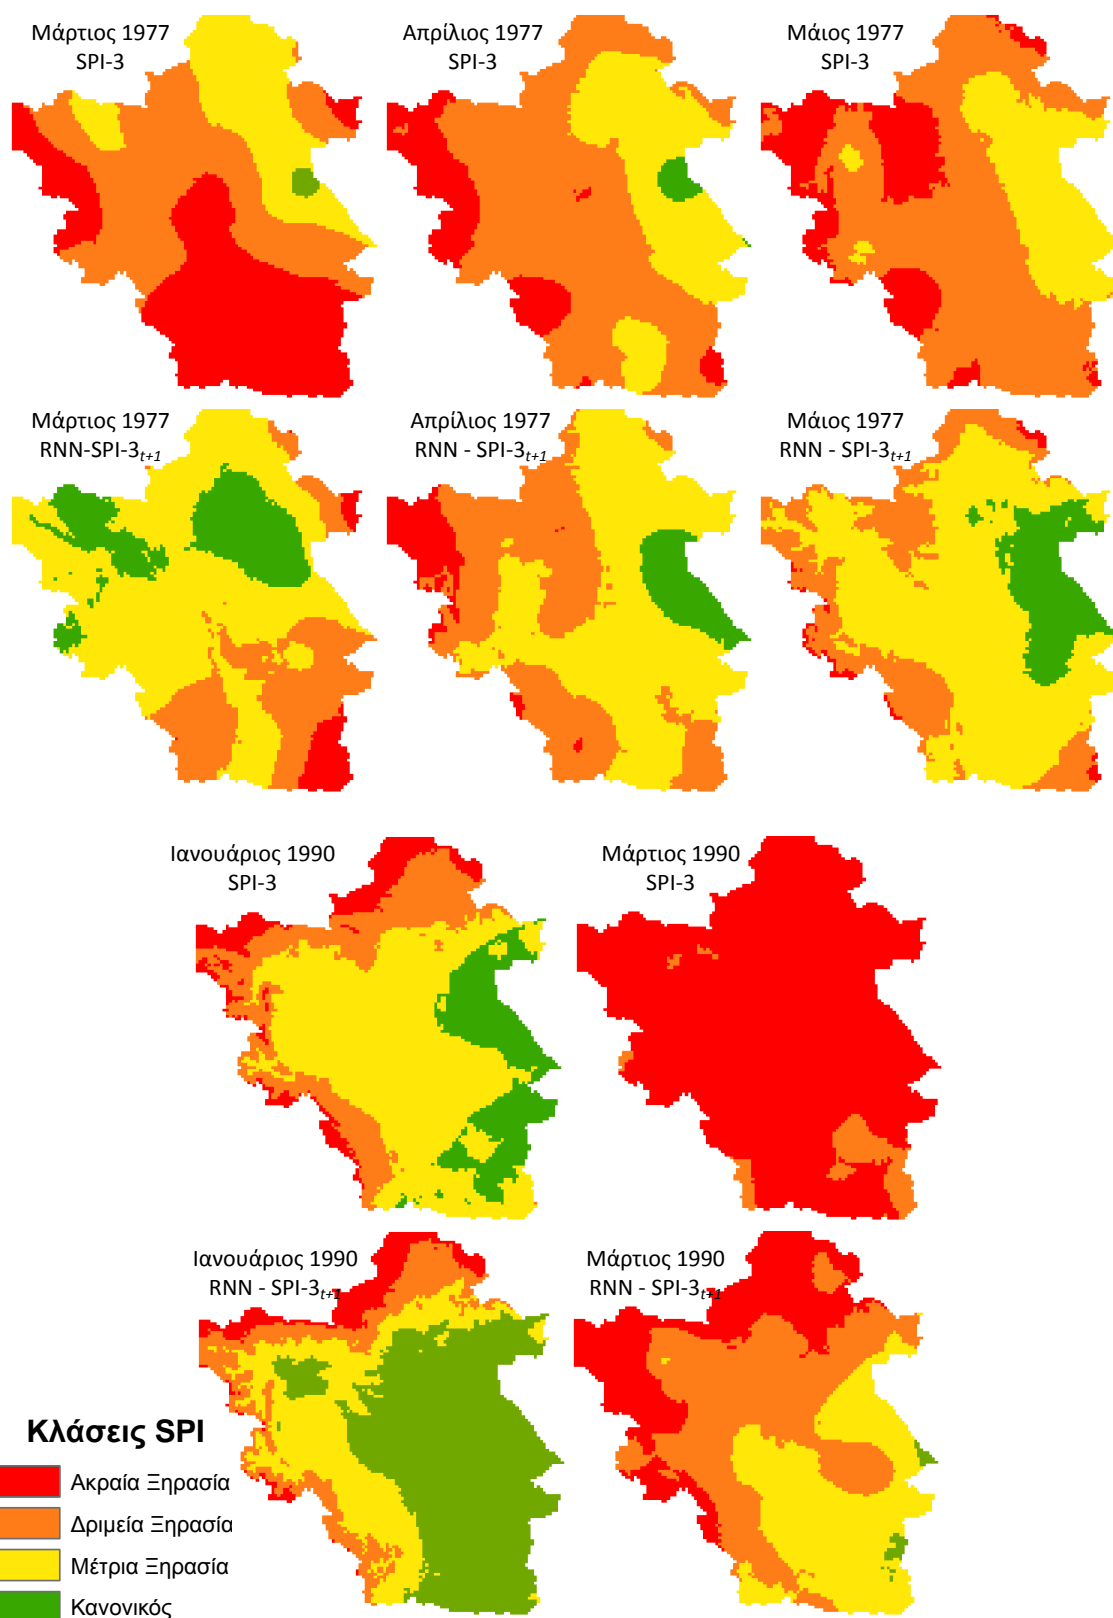 Μάρτιος 1977
SPI-3
Απρίλιος 1977
SPI-3
Μάιος 1977
SPI-3
Μάρτιος 1977
RNN-SPI-3t+1
Απρίλιος 1977
RNN - SPI-3t+1
Μάιος 1977
RNN - SPI-3t+1
Ιανουάριος 1990
SPI-3
Μάρτιος 1990
SPI-3
Ιανουάριος 1990
RNN - SPI-3t+1
Μάρτιος 1990
RNN - SPI-3t+1
Κλάσεις SPI
Ακραία Ξηρασία
Δριμεία Ξηρασία
Μέτρια Ξηρασία
Κανονικός